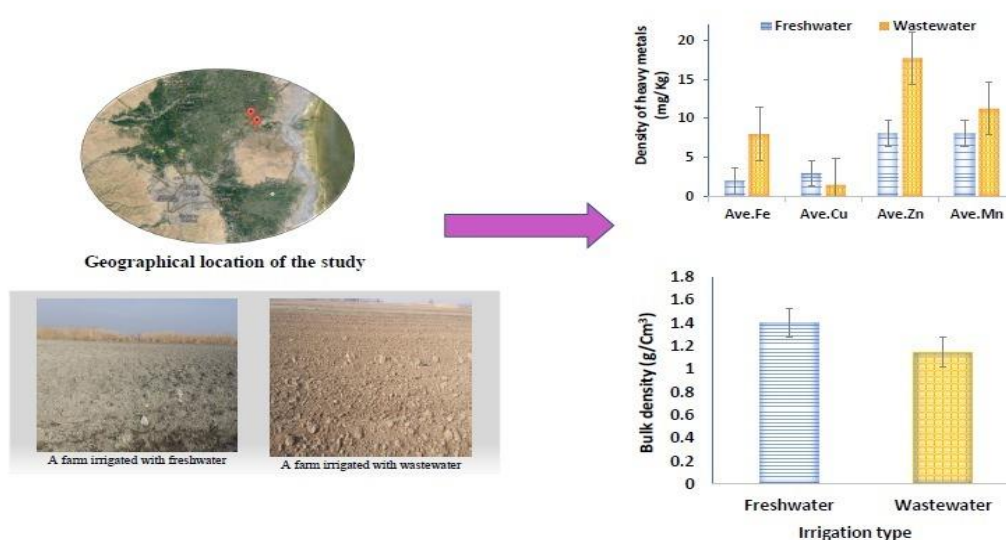 Geographical location of the study
A farm irrigated with freshwater
A farm irrigated with wastewater
Freshwater
Wastewater
Density of heavy metals
(mg/Kg)
20
15
10
5
0
Ave.Fe
Ave.Cu
Ave.Zn
Ave.Mn
Bulk density (g/Cm³)
1.8
1.6
1.4
1.2
1
0.8
0.6
0.4
0.2
0
Freshwater
Wastewater
Irrigation type